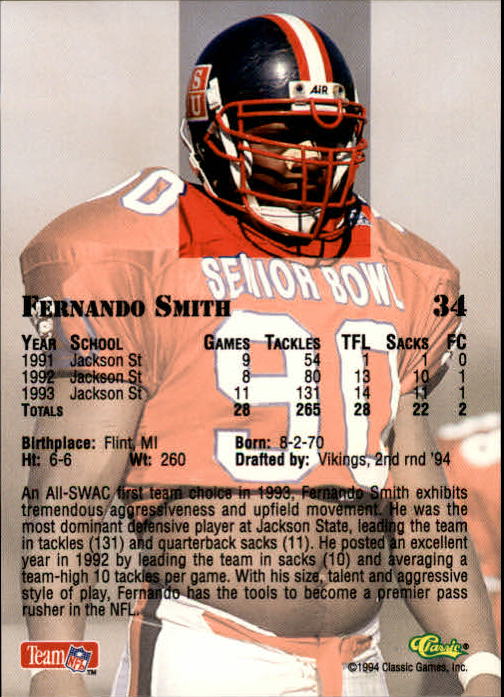 S
U
AiR
90
SENIOR BOWL
90
FERNANDO SMITH 34
YEAR SCHOOL GAMES TACKLES TFL SACKS FC
1991 Jackson St 9 54 1 1 0
1992 Jackson St 8 80 13 10 1
1993 Jackson St 11 131 14 11 1
TOTALS 28 265 28 22 2
Birthplace: Flint, MI Born: 8-2-70
Ht: 6-6 Wt: 260 Drafted by: Vikings, 2nd rnd '94
An All-SWAC first team choice in 1993, Fernando Smith exhibits
tremendous aggressiveness and upfield movement. He was the
most dominant defensive player at Jackson State, leading the team
in tackles (131) and quarterback sacks (11). He posted an excellent
year in 1992 by leading the team in sacks (10) and averaging a
team-high 10 tackles per game. With his size, talent and aggressive
style of play, Fernando has the tools to become a premier pass
rusher in the NFL.
Team NFL ™
Classic®
©1994 Classic Games, Inc.